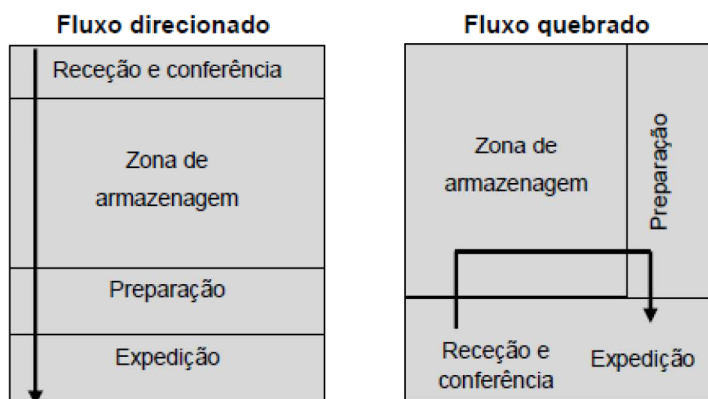 Fluxo direcionado
Receção e conferência
Zona de
armazenagem
Preparação
Expedição
Fluxo quebrado
Zona de
armazenagem
Preparação
Receção e
conferência
Expedição